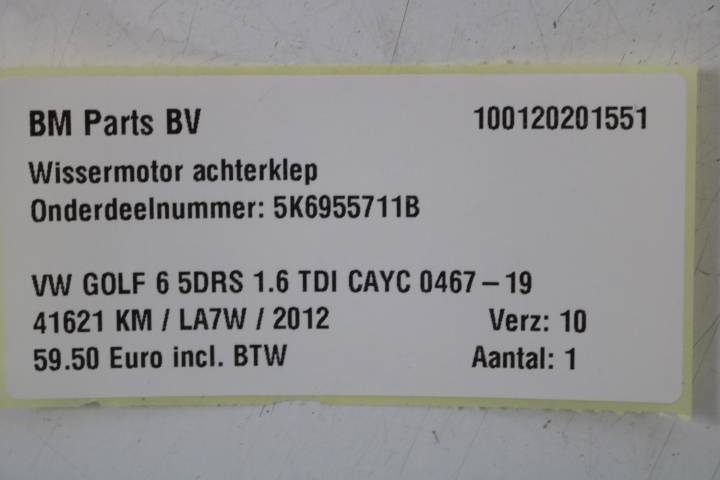 BM Parts BV 100120201551
Wissermotor achterklep
Onderdeelnummer: 5K6955711B
VW GOLF 6 5DRS 1.6 TDI CAYC 0467 – 19
41621 KM / LA7W / 2012 Verz: 10
59.50 Euro incl. BTW Aantal: 1